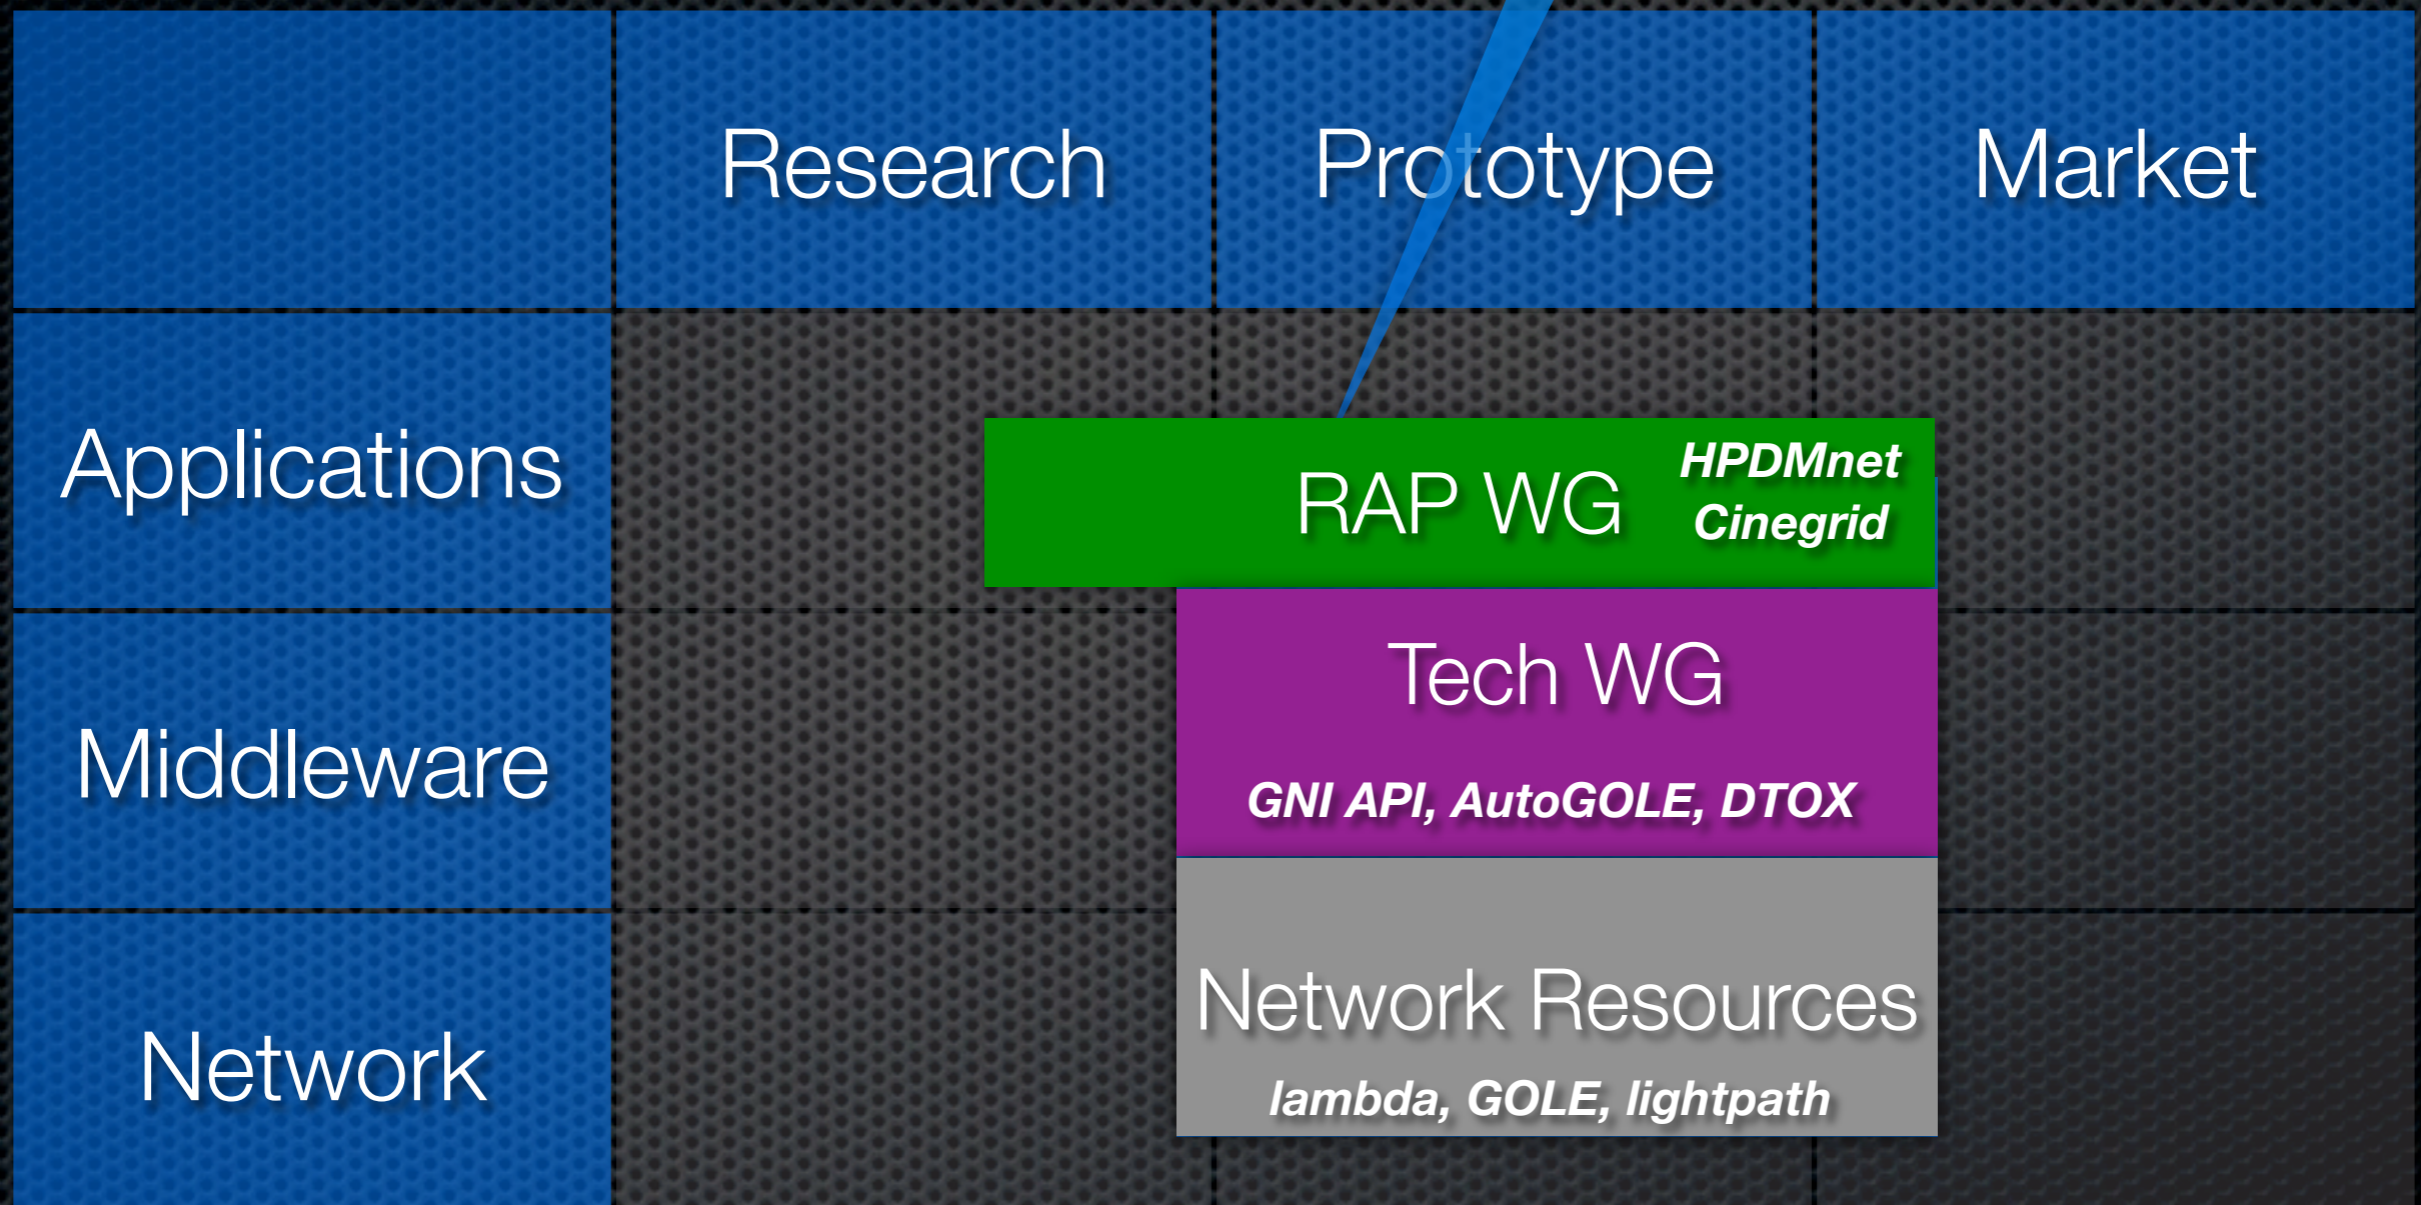 Research Prototype Market
Applications
RAP WG
HPDMnet
Cinegrid
Tech WG
Middleware
GNI API, AutoGOLE, DTOX
Network Resources
Network
lambda, GOLE, lightpath